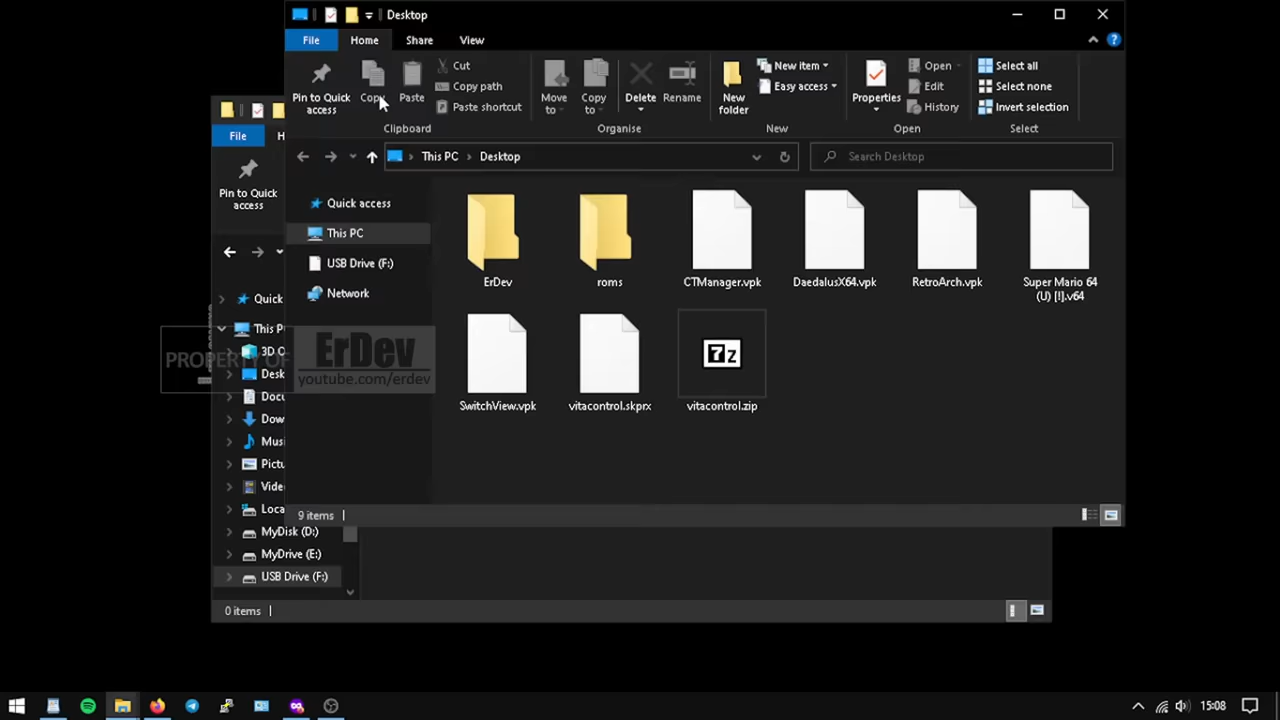 Desktop
File
Home
Share
View
Pin to Quick
access
Copy
Paste
Cut
Copy path
Paste shortcut
Clipboard
Move
to
Copy
to
Delete
Rename
Organise
New
folder
New item
Easy access
New
Properties
Open
Edit
History
Open
Select all
Select none
Invert selection
Select
This PC
Desktop
Search Desktop
Quick access
This PC
USB Drive (F:)
Network
ErDev
roms
CTManager.vpk
DaedalusX64.vpk
RetroArch.vpk
Super Mario 64
(U) [!].v64
SwitchView.vpk
vitacontrol.skprx
7z
vitacontrol.zip
9 items
File
H
Pin to Quick
access
Quick
This P
3D O
Desk
Docu
Dow
Musi
Pictu
Vide
Loca
MyDisk (D:)
MyDrive (E:)
USB Drive (F:)
0 items
PROPERTY OF
ErDev
youtube.com/erdev
15:08